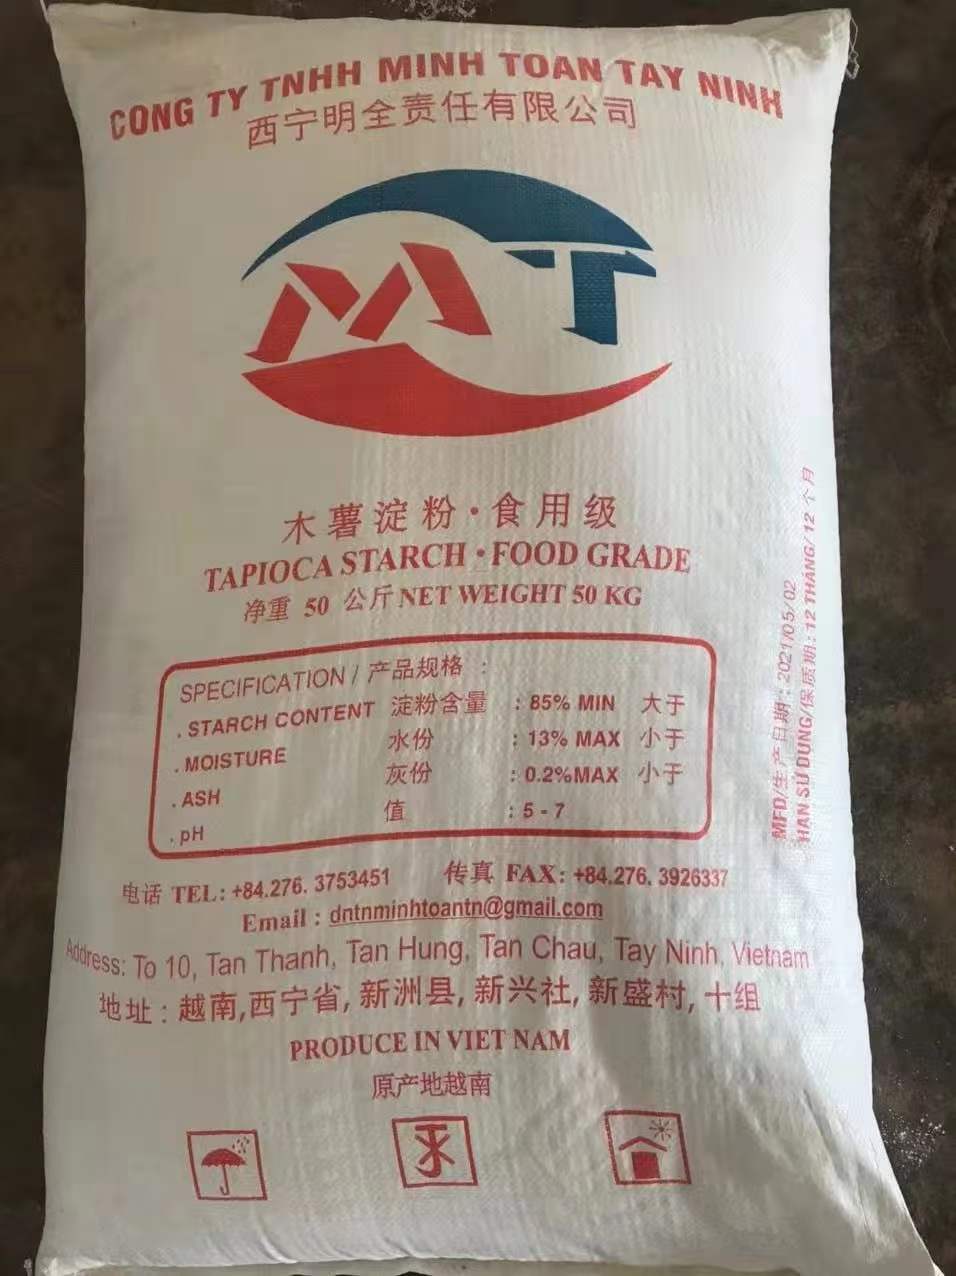 CONG TY TNHH MINH TOAN TAY NINH
西宁明全责任有限公司
MT
木薯淀粉·食用级
TAPIOCA STARCH · FOOD GRADE
净重 50 公斤 NET WEIGHT 50 KG
SPECIFICATION / 产品规格 :
. STARCH CONTENT 淀粉含量 : 85% MIN 大于
. MOISTURE 水份 : 13% MAX 小于
. ASH 灰份 : 0.2%MAX 小于
. pH 值 : 5 - 7
MFD/生产日期: 2021/05/02
HẠN SỬ DỤNG/保质期: 12 THÁNG/ 12 个月
电话 TEL: +84.276. 3753451 传真 FAX: +84.276. 3926337
Email : dntnminhtoantn@gmail.com
Address: To 10, Tan Thanh, Tan Hung, Tan Chau, Tay Ninh, Vietnam
地址 : 越南,西宁省, 新洲县, 新兴社, 新盛村, 十组
PRODUCE IN VIET NAM
原产地越南